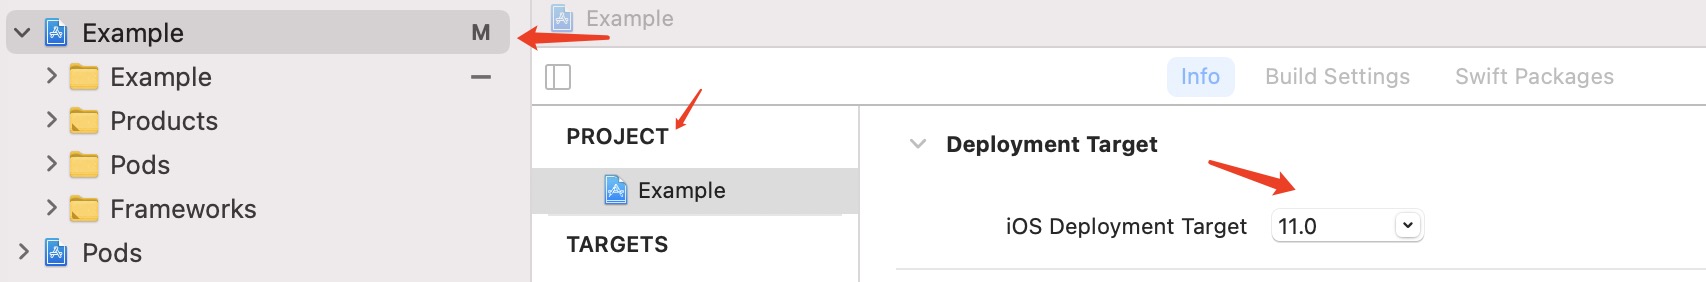 Example M
Example
Products
Pods
Frameworks
Pods
Example
Info Build Settings Swift Packages
PROJECT
Example
TARGETS
Deployment Target
iOS Deployment Target 11.0